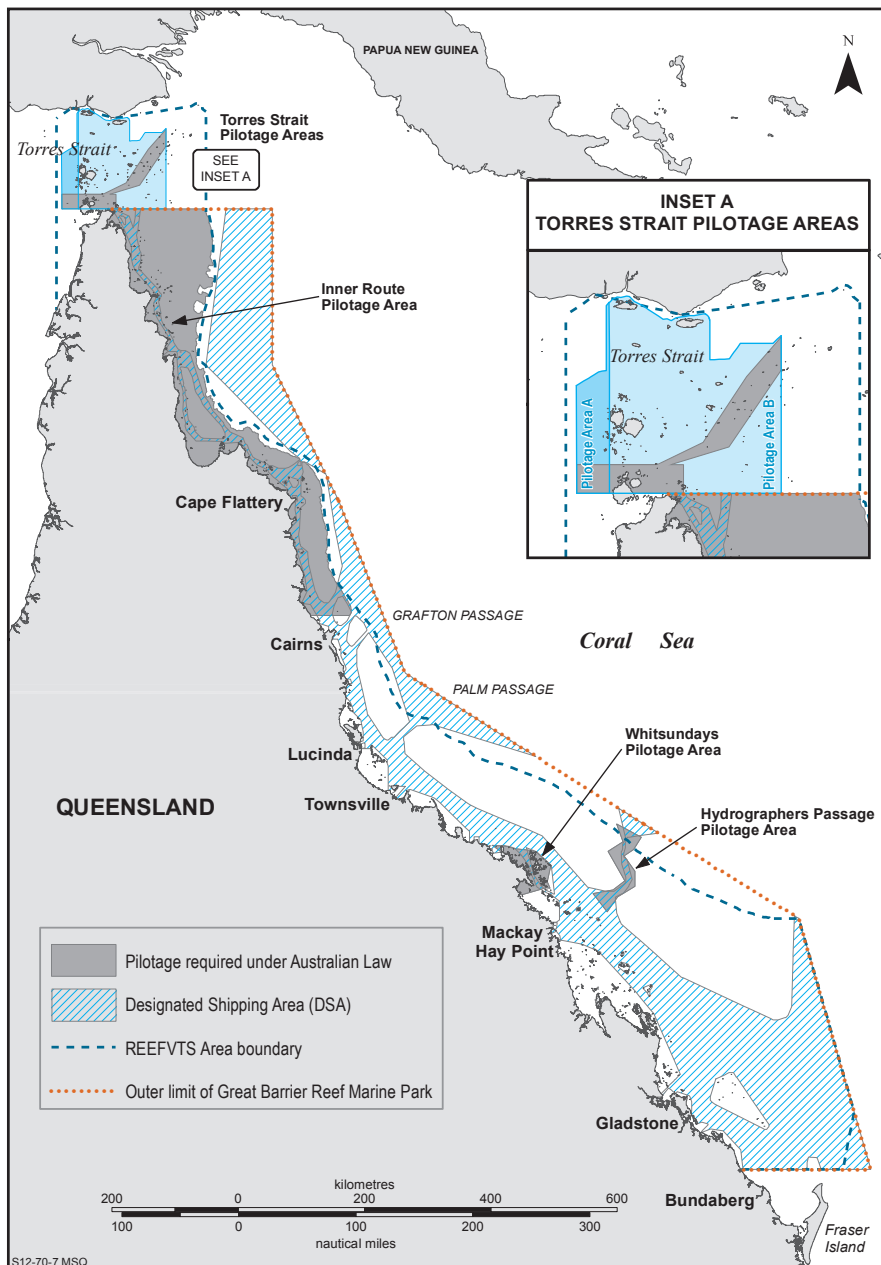 PAPUA NEW GUINEA
N
Torres Strait
Pilotage Areas
Torres Strait
SEE
INSET A
INSET A
TORRES STRAIT PILOTAGE AREAS
Torres Strait
Pilotage Area A
Pilotage Area B
Inner Route
Pilotage Area
Cape Flattery
GRAFTON PASSAGE
Cairns
Coral Sea
PALM PASSAGE
Lucinda
Whitsundays
Pilotage Area
QUEENSLAND
Townsville
Hydrographers Passage
Pilotage Area
Mackay
Hay Point
Pilotage required under Australian Law
Designated Shipping Area (DSA)
REEFVTS Area boundary
Outer limit of Great Barrier Reef Marine Park
Gladstone
kilometres
200 0 200 400 600
100 0 100 200 300
nautical miles
Bundaberg
Fraser
Island
S12-70-7 MSQ